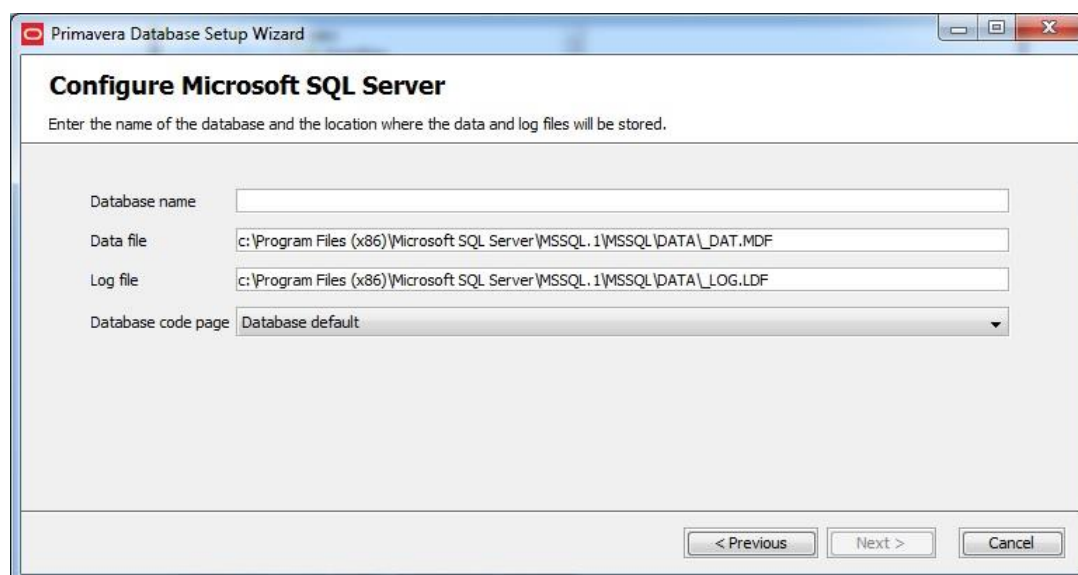 Primavera Database Setup Wizard
Configure Microsoft SQL Server
Enter the name of the database and the location where the data and log files will be stored.
Database name
Data file c:\Program Files (x86)\Microsoft SQL Server\MSSQL.1\MSSQL\DATA\_DAT.MDF
Log file c:\Program Files (x86)\Microsoft SQL Server\MSSQL.1\MSSQL\DATA\_LOG.LDF
Database code page Database default
< Previous Next > Cancel